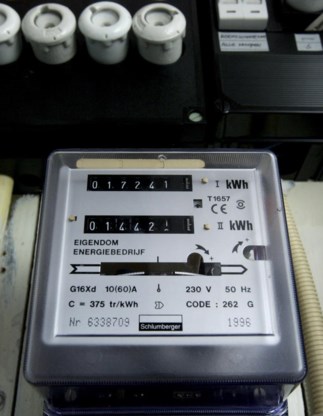 017241 I kWh
T1657
CE
01442 II kWh
EIGENDOM
ENERGIEBEDRIJF
G16Xd 10(60)A 230 V 50 Hz
C = 375 tr/kWh CODE : 262 G
Nr 6338709 Schlumberger 1996